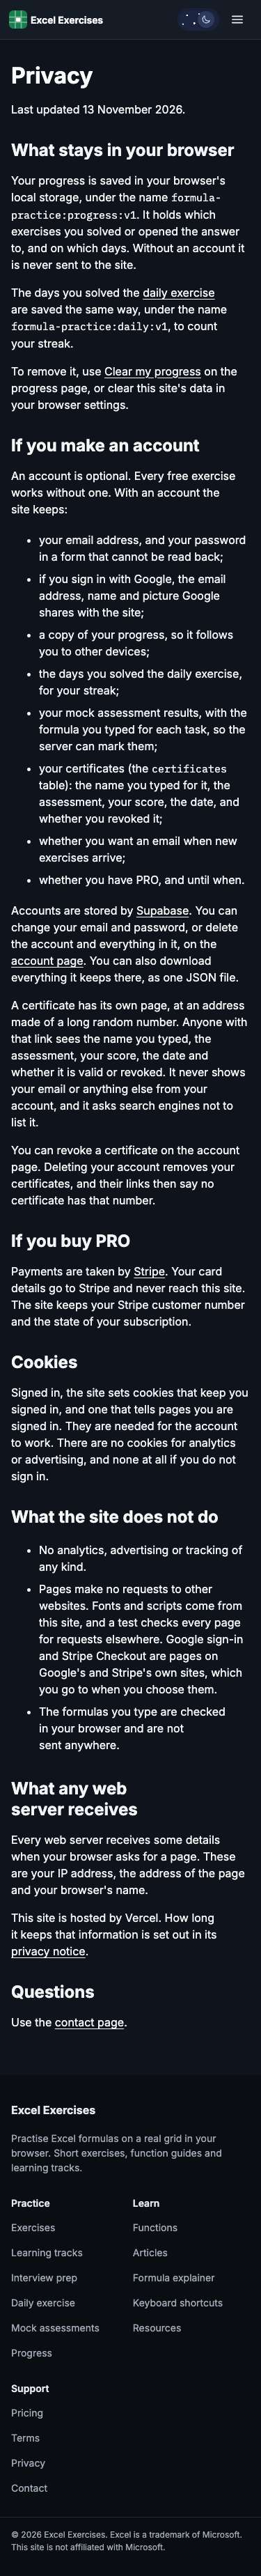 Excel Exercises
Privacy
Last updated 13 November 2026.
What stays in your browser
Your progress is saved in your browser's
local storage, under the name formula-
practice:progress:v1. It holds which
exercises you solved or opened the answer
to, and on which days. Without an account it
is never sent to the site.
The days you solved the daily exercise
are saved the same way, under the name
formula-practice:daily:v1, to count
your streak.
To remove it, use Clear my progress on the
progress page, or clear this site's data in
your browser settings.
If you make an account
An account is optional. Every free exercise
works without one. With an account the
site keeps:
• your email address, and your password
in a form that cannot be read back;
• if you sign in with Google, the email
address, name and picture Google
shares with the site;
• a copy of your progress, so it follows
you to other devices;
• the days you solved the daily exercise,
for your streak;
• your mock assessment results, with the
formula you typed for each task, so the
server can mark them;
• your certificates (the certificates
table): the name you typed for it, the
assessment, your score, the date, and
whether you revoked it;
• whether you want an email when new
exercises arrive;
• whether you have PRO, and until when.
Accounts are stored by Supabase. You can
change your email and password, or delete
the account and everything in it, on the
account page. You can also download
everything it keeps there, as one JSON file.
A certificate has its own page, at an address
made of a long random number. Anyone with
that link sees the name you typed, the
assessment, your score, the date and
whether it is valid or revoked. It never shows
your email or anything else from your
account, and it asks search engines not to
list it.
You can revoke a certificate on the account
page. Deleting your account removes your
certificates, and their links then say no
certificate has that number.
If you buy PRO
Payments are taken by Stripe. Your card
details go to Stripe and never reach this site.
The site keeps your Stripe customer number
and the state of your subscription.
Cookies
Signed in, the site sets cookies that keep you
signed in, and one that tells pages you are
signed in. They are needed for the account
to work. There are no cookies for analytics
or advertising, and none at all if you do not
sign in.
What the site does not do
• No analytics, advertising or tracking of
any kind.
• Pages make no requests to other
websites. Fonts and scripts come from
this site, and a test checks every page
for requests elsewhere. Google sign-in
and Stripe Checkout are pages on
Google's and Stripe's own sites, which
you go to when you choose them.
• The formulas you type are checked
in your browser and are not
sent anywhere.
What any web
server receives
Every web server receives some details
when your browser asks for a page. These
are your IP address, the address of the page
and your browser's name.
This site is hosted by Vercel. How long
it keeps that information is set out in its
privacy notice.
Questions
Use the contact page.
Excel Exercises
Practise Excel formulas on a real grid in your
browser. Short exercises, function guides and
learning tracks.
Practice
Exercises
Learning tracks
Interview prep
Daily exercise
Mock assessments
Progress
Learn
Functions
Articles
Formula explainer
Keyboard shortcuts
Resources
Support
Pricing
Terms
Privacy
Contact
© 2026 Excel Exercises. Excel is a trademark of Microsoft.
This site is not affiliated with Microsoft.